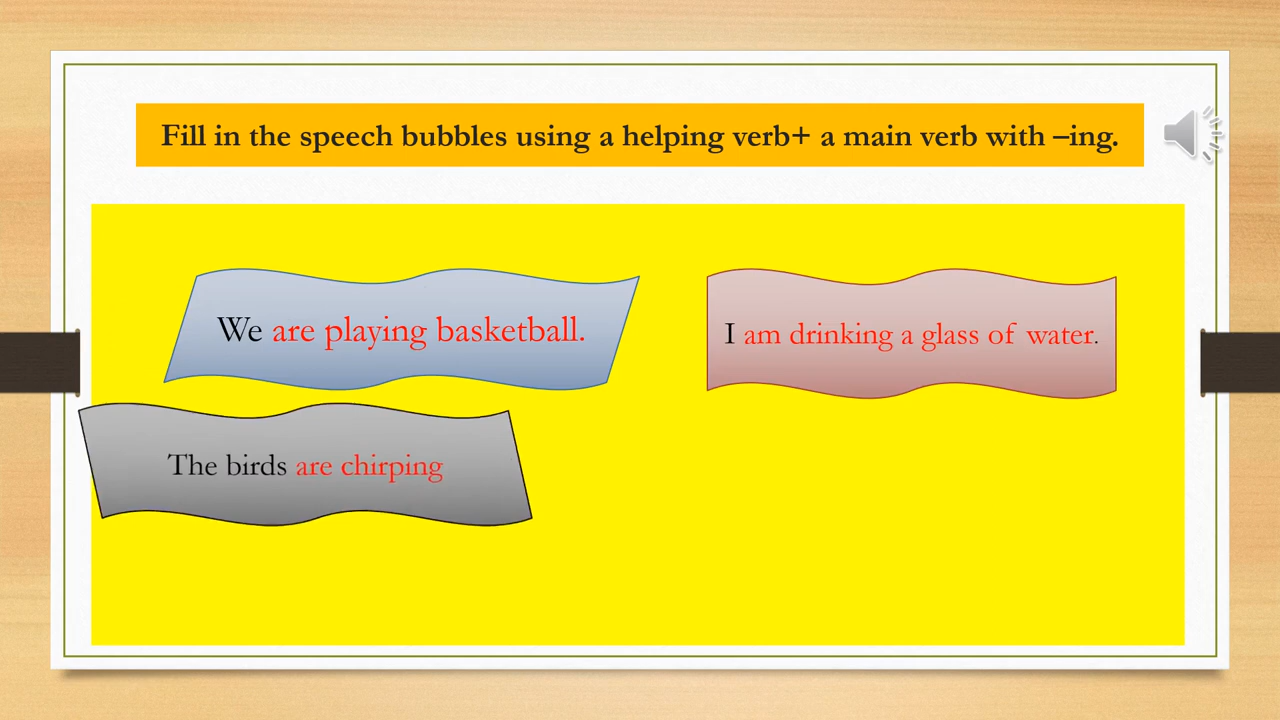 Fill in the speech bubbles using a helping verb+ a main verb with –ing.
We are playing basketball.
I am drinking a glass of water.
The birds are chirping